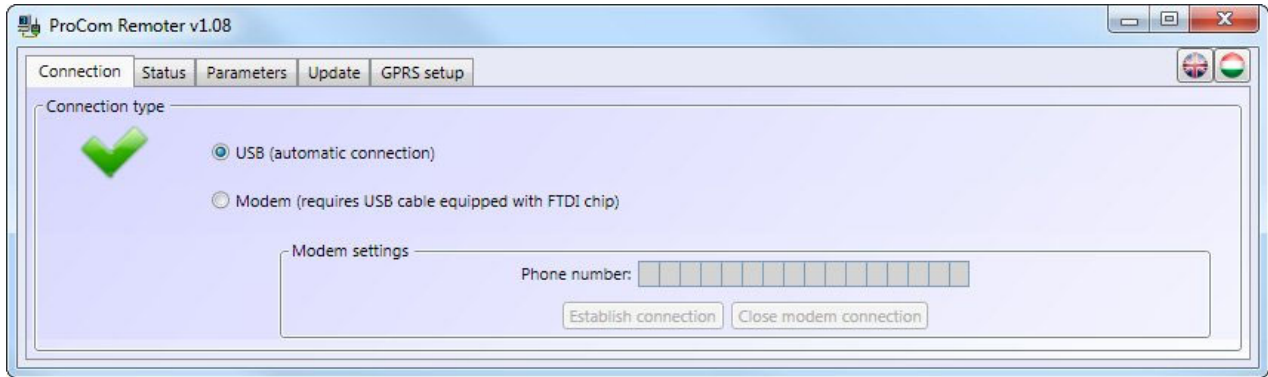 ProCom Remoter v1.08
Connection Status Parameters Update GPRS setup
Connection type
USB (automatic connection)
Modem (requires USB cable equipped with FTDI chip)
Modem settings
Phone number:
Establish connection Close modem connection